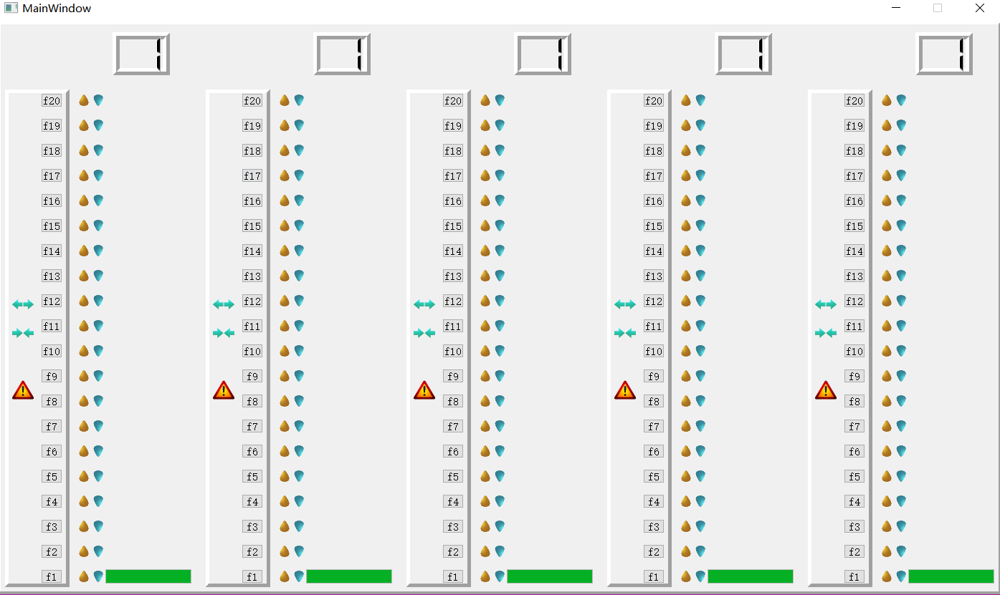 MainWindow
1 1 1 1 1
f20 f20 f20 f20 f20
f19 f19 f19 f19 f19
f18 f18 f18 f18 f18
f17 f17 f17 f17 f17
f16 f16 f16 f16 f16
f15 f15 f15 f15 f15
f14 f14 f14 f14 f14
f13 f13 f13 f13 f13
f12 f12 f12 f12 f12
f11 f11 f11 f11 f11
f10 f10 f10 f10 f10
f9 f9 f9 f9 f9
f8 f8 f8 f8 f8
f7 f7 f7 f7 f7
f6 f6 f6 f6 f6
f5 f5 f5 f5 f5
f4 f4 f4 f4 f4
f3 f3 f3 f3 f3
f2 f2 f2 f2 f2
f1 f1 f1 f1 f1